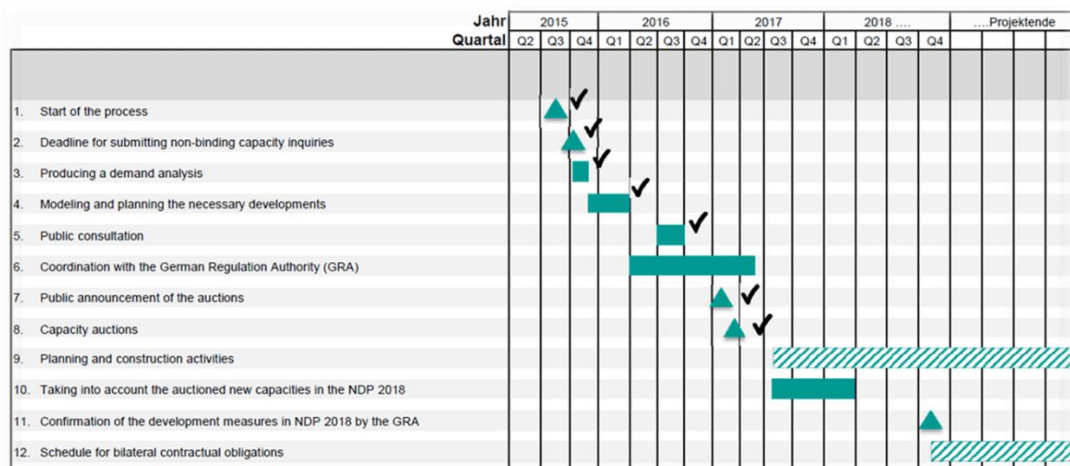 Jahr 2015 2016 2017 2018 .... ....Projektende
Quartal Q2 Q3 Q4 Q1 Q2 Q3 Q4 Q1 Q2 Q3 Q4 Q1 Q2 Q3 Q4
1. Start of the process
2. Deadline for submitting non-binding capacity inquiries
3. Producing a demand analysis
4. Modeling and planning the necessary developments
5. Public consultation
6. Coordination with the German Regulation Authority (GRA)
7. Public announcement of the auctions
8. Capacity auctions
9. Planning and construction activities
10. Taking into account the auctioned new capacities in the NDP 2018
11. Confirmation of the development measures in NDP 2018 by the GRA
12. Schedule for bilateral contractual obligations